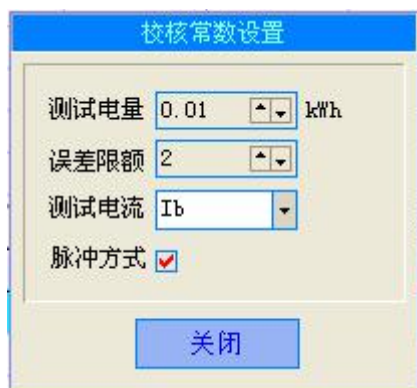 校核常数设置
测试电量 0.01 kWh
误差限额 2
测试电流 Ib
脉冲方式
关闭